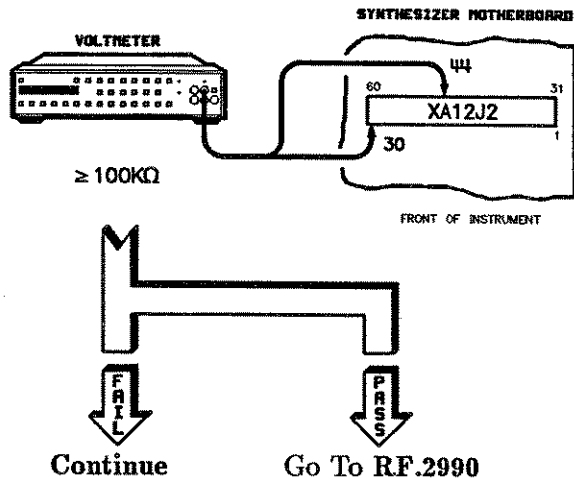 SYNTHESIZER MOTHERBOARD
VOLTMETER
44
60
31
XA12J2
30
1
≥ 100KΩ
FRONT OF INSTRUMENT
FAIL
PASS
Continue
Go To RF.2990